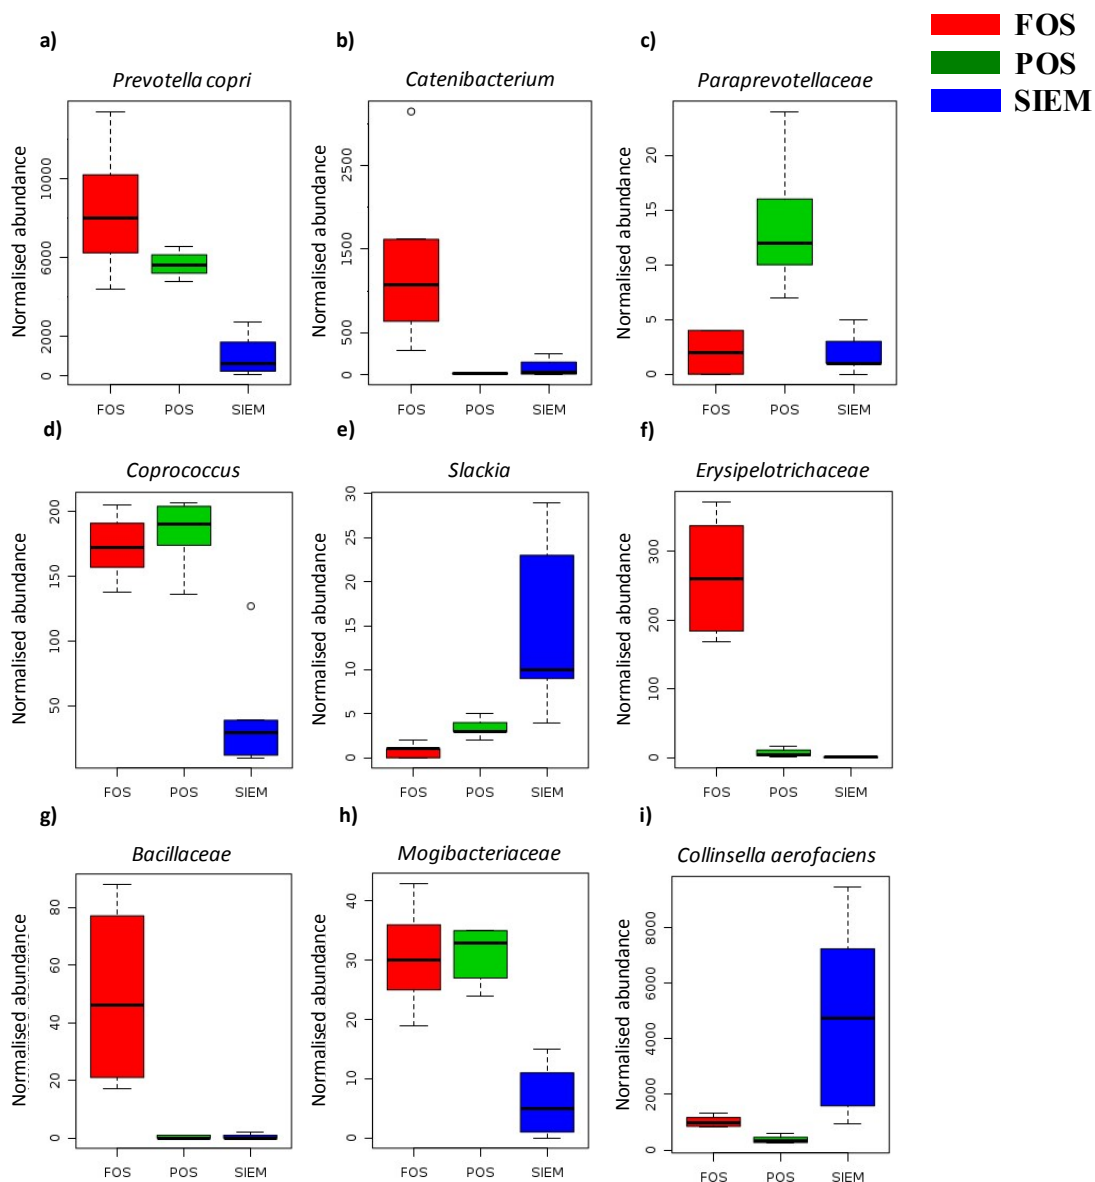 a)
b)
c)
FOS
POS
SIEM
Prevotella copri
Catenibacterium
Paraprevotellaceae
Normalised abundance
0
2000
6000
10000
FOS
POS
SIEM
Normalised abundance
0
500
1500
2500
FOS
POS
SIEM
Normalised abundance
0
5
10
15
20
FOS
POS
SIEM
d)
e)
f)
Coprococcus
Slackia
Erysipelotrichaceae
Normalised abundance
50
100
150
200
FOS
POS
SIEM
Normalised abundance
0
5
10
15
20
25
30
FOS
POS
SIEM
Normalised abundance
0
100
200
300
FOS
POS
SIEM
g)
h)
i)
Bacillaceae
Mogibacteriaceae
Collinsella aerofaciens
Normalised abundance
0
20
40
60
80
FOS
POS
SIEM
Normalised abundance
0
10
20
30
40
FOS
POS
SIEM
Normalised abundance
0
2000
4000
6000
8000
FOS
POS
SIEM